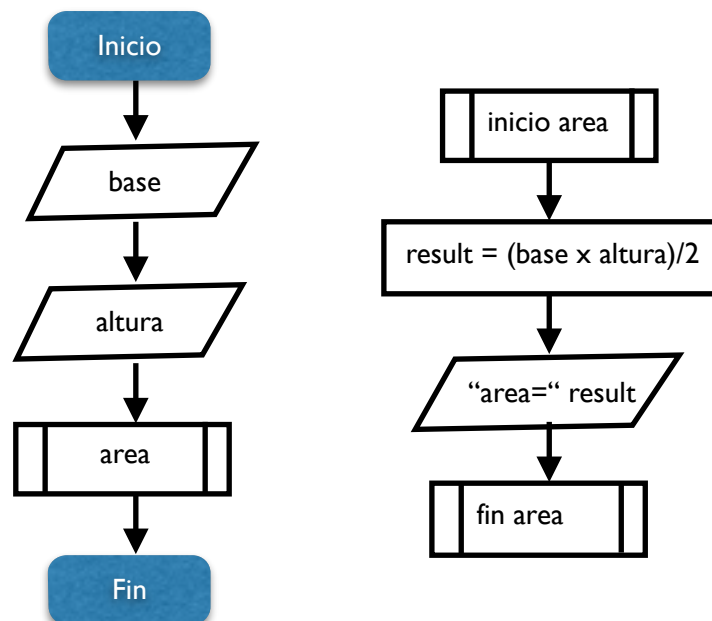 Inicio
base
altura
area
Fin
inicio area
result = (base x altura)/2
“area=“ result
fin area